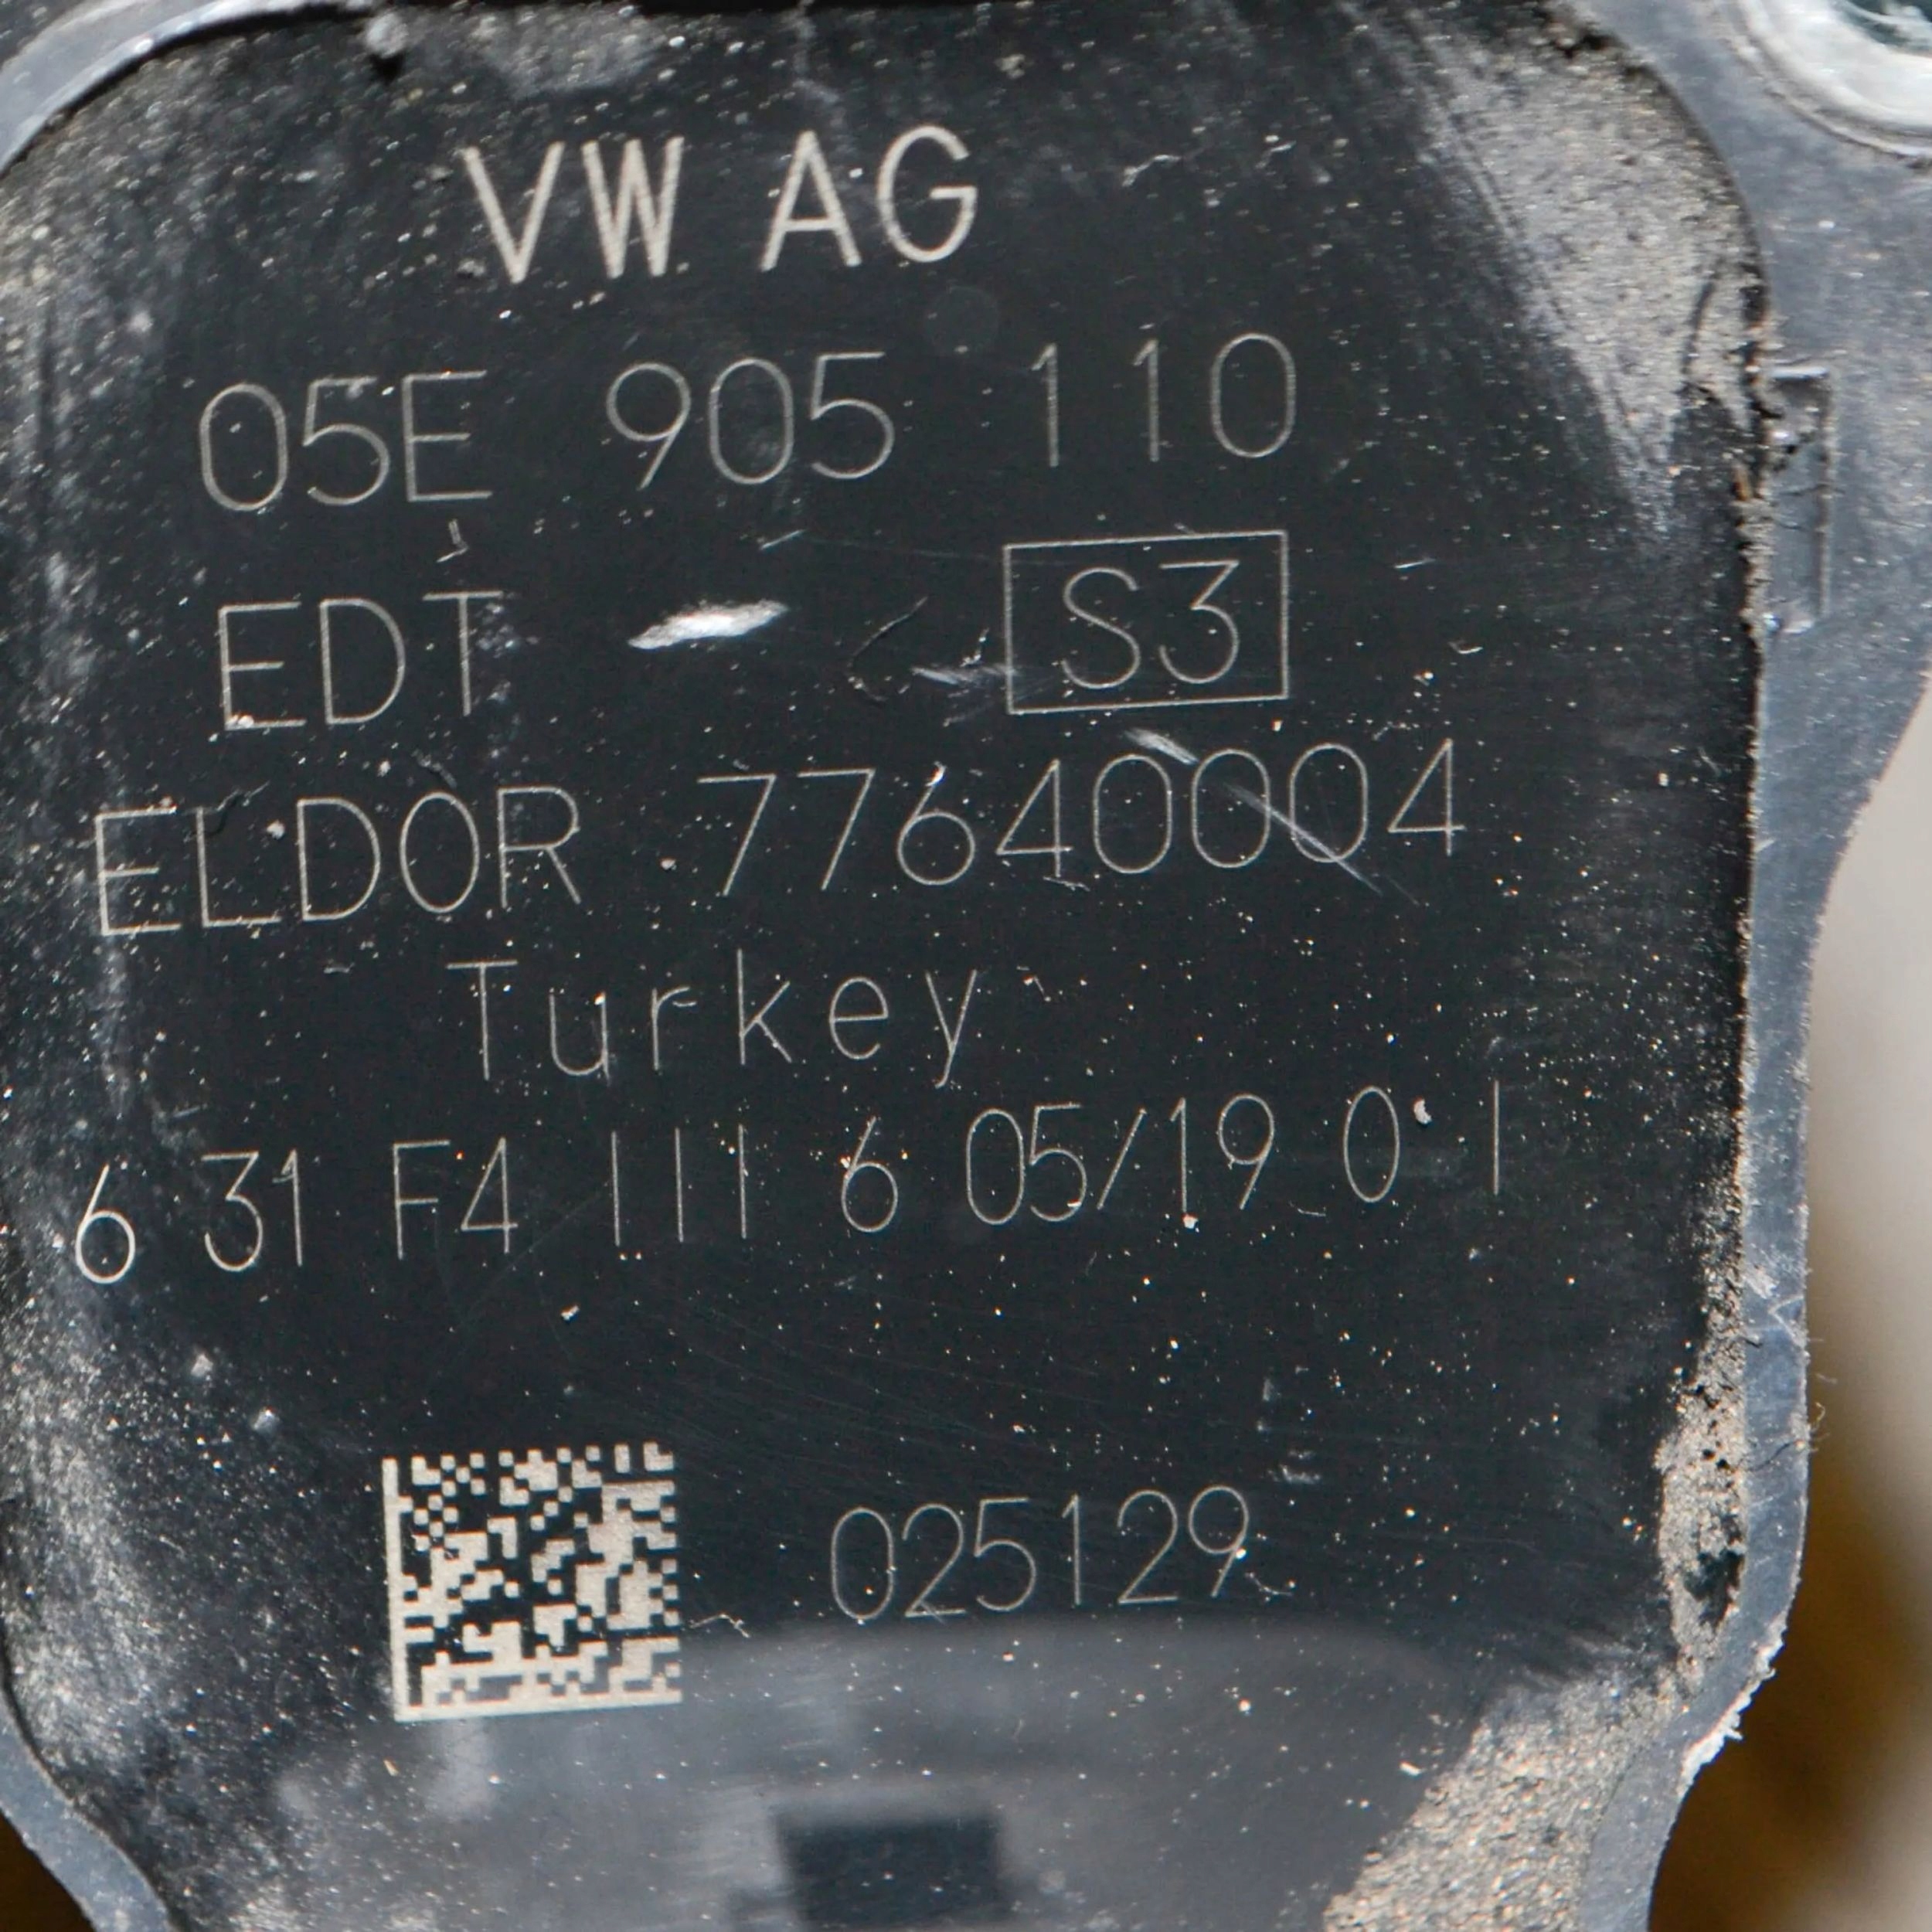 VW AG
05E 905 110
EDT S3
ELDOR 77640004
Turkey
6 31 F4 III 6 05/19 0 I
025129